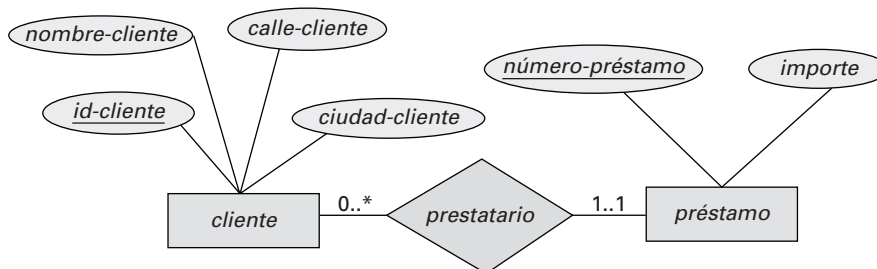 nombre-cliente
calle-cliente
id-cliente
ciudad-cliente
número-préstamo
importe
cliente
0..*
prestatario
1..1
préstamo